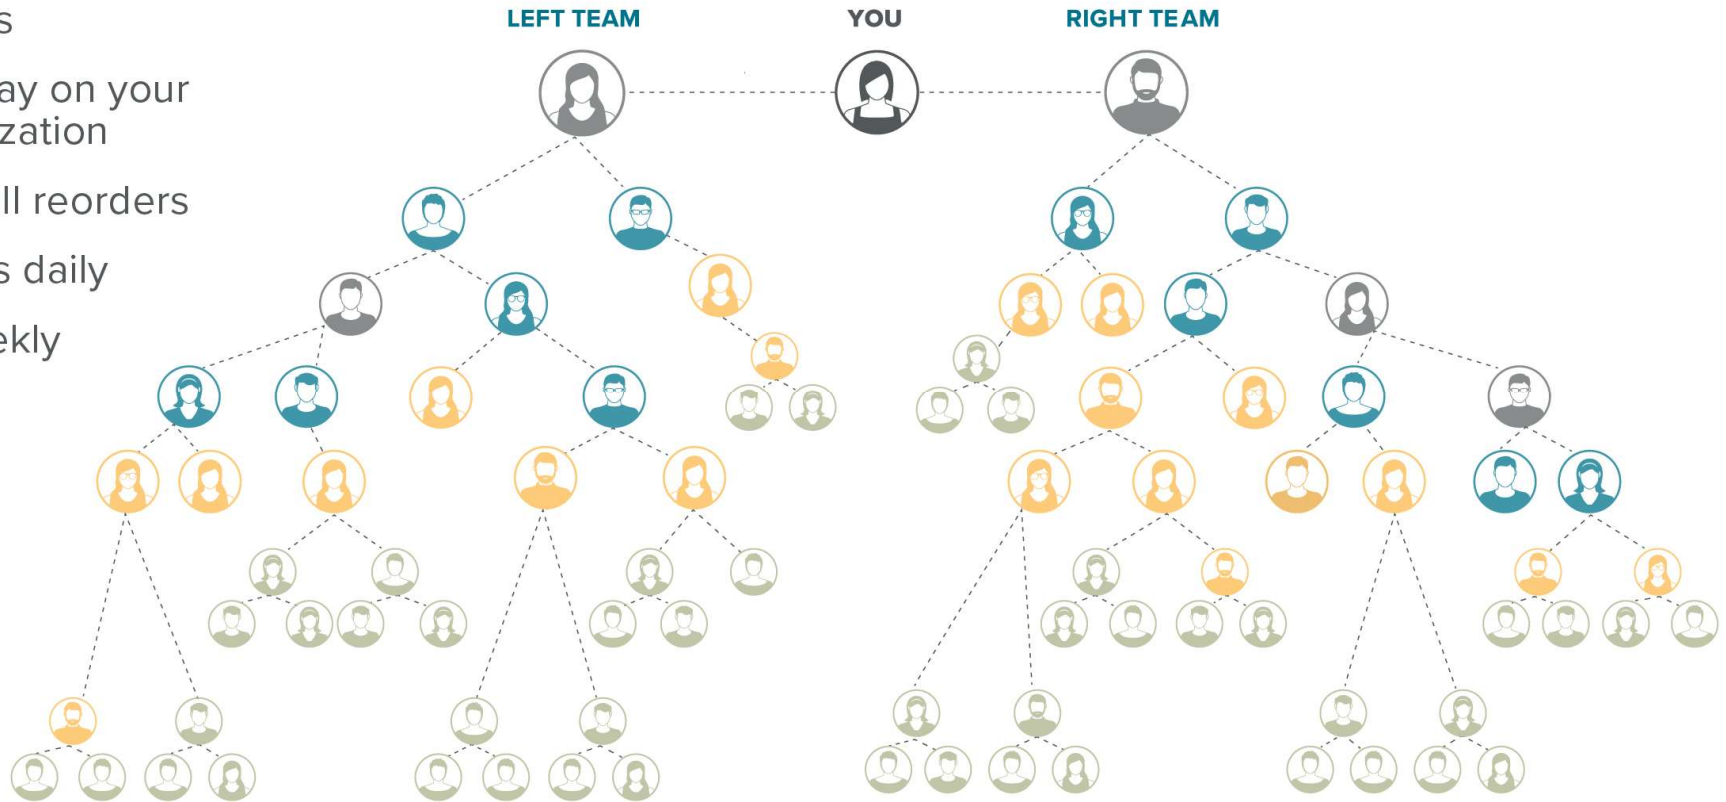 LEFT TEAM
YOU
RIGHT TEAM
s
ay on your
zation
ll reorders
s daily
ekly